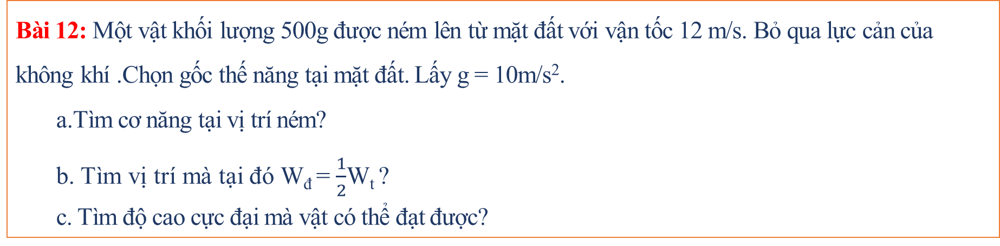 Bài 12: Một vật khối lượng 500g được ném lên từ mặt đất với vận tốc 12 m/s. Bỏ qua lực cản của
không khí .Chọn gốc thế năng tại mặt đất. Lấy g = 10m/s².
a.Tìm cơ năng tại vị trí ném?
b. Tìm vị trí mà tại đó Wđ = 1/2 Wt ?
c. Tìm độ cao cực đại mà vật có thể đạt được?